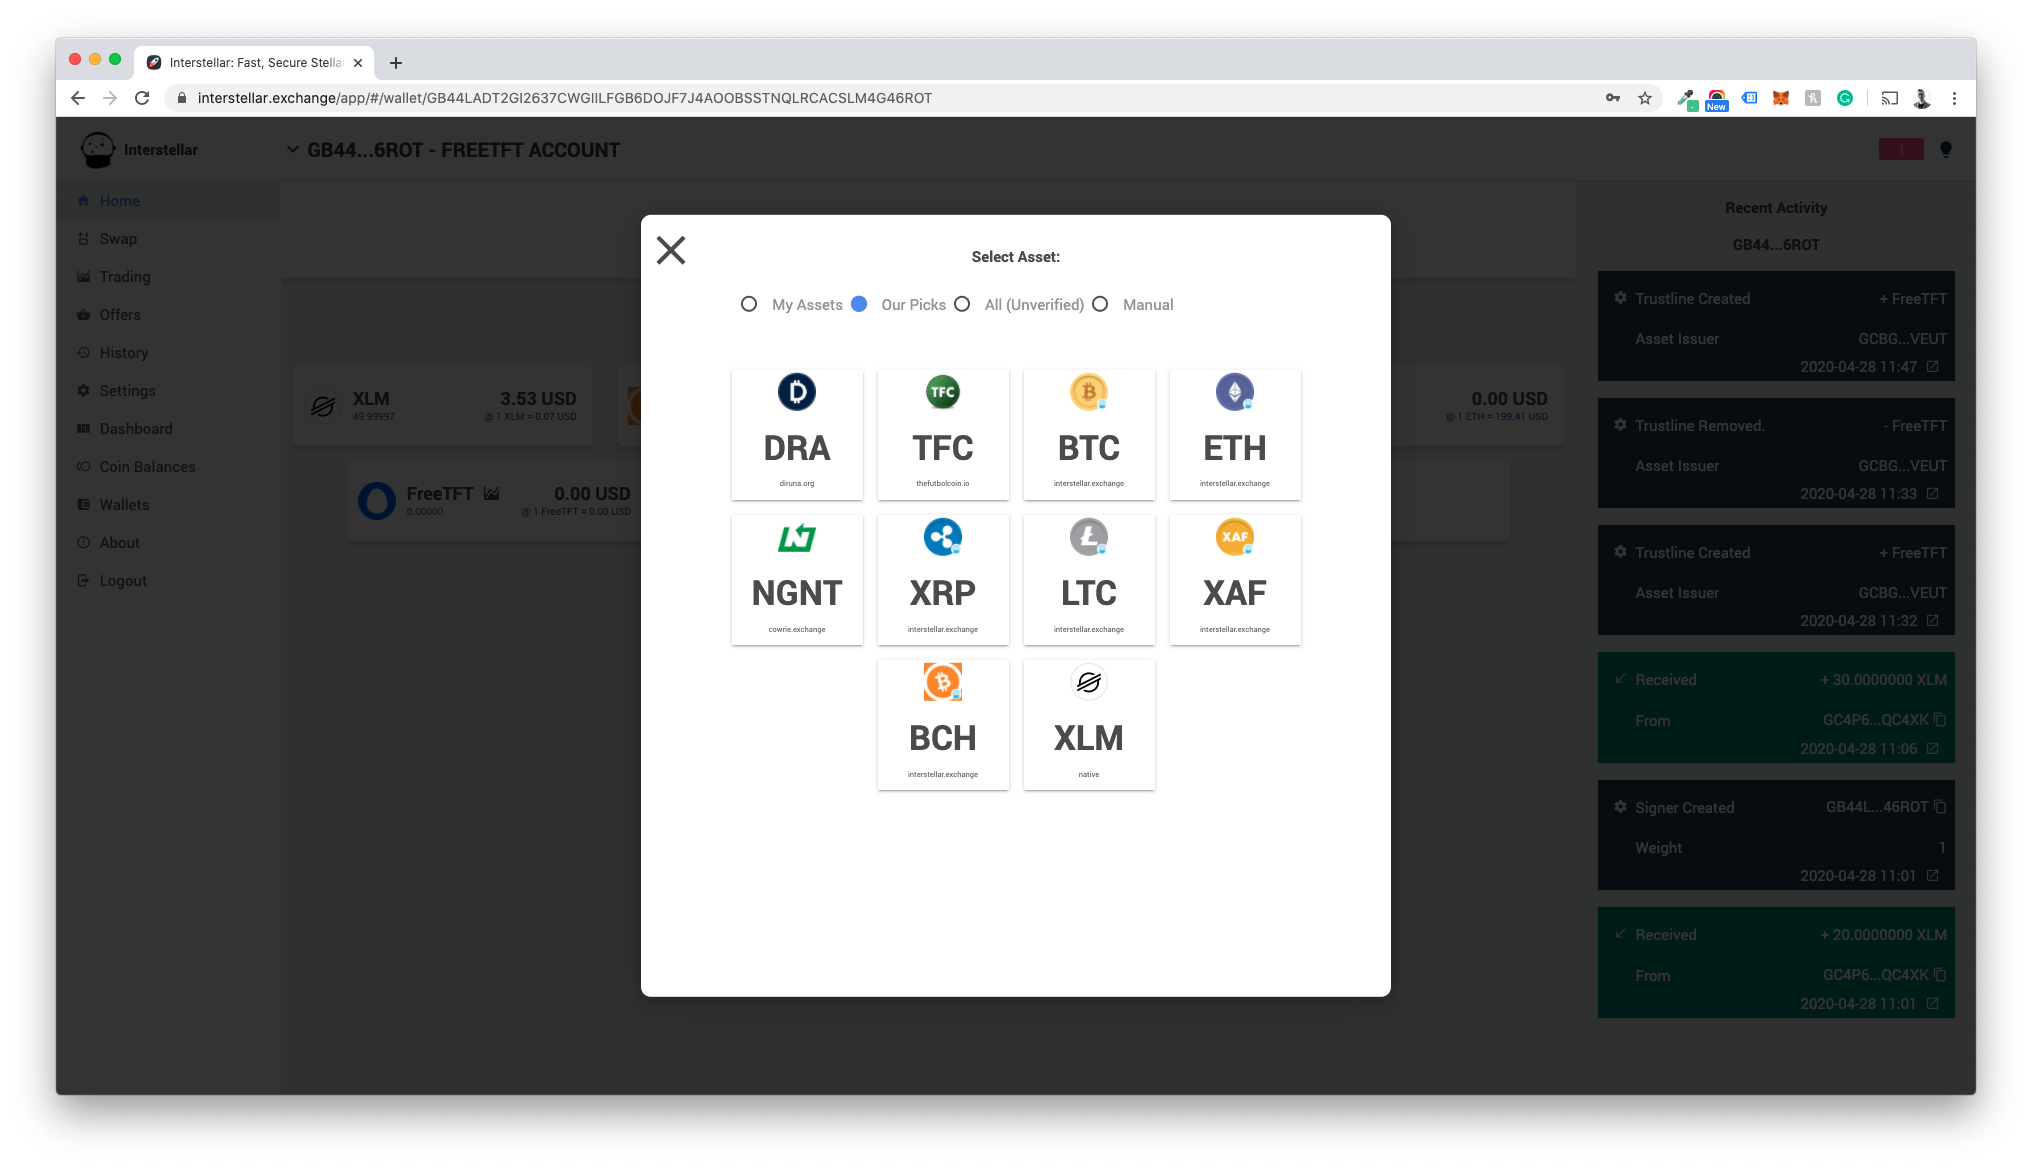 Interstellar: Fast, Secure Stella
interstellar.exchange/app/#/wallet/GB44LADT2GI2637CWGIILFGB6DOJF7J4AOOBSSTNQLRCACSLM4G46ROT
New
Interstellar
GB44...6ROT - FREETFT ACCOUNT
1
Home
Swap
Trading
Offers
History
Settings
Dashboard
Coin Balances
Wallets
About
Logout
XLM
49.99997
3.53 USD
@ 1 XLM = 0.07 USD
0.00 USD
@ 1 ETH = 199.41 USD
FreeTFT
0.00000
0.00 USD
@ 1 FreeTFT = 0.00 USD
Select Asset:
My Assets Our Picks All (Unverified) Manual
DRA
diruna.org
TFC
TFC
thefutbolcoin.io
BTC
interstellar.exchange
ETH
interstellar.exchange
NGNT
cowrie.exchange
XRP
interstellar.exchange
LTC
interstellar.exchange
XAF
XAF
interstellar.exchange
BCH
interstellar.exchange
XLM
native
Recent Activity
GB44...6ROT
Trustline Created + FreeTFT
Asset Issuer GCBG...VEUT
2020-04-28 11:47
Trustline Removed. - FreeTFT
Asset Issuer GCBG...VEUT
2020-04-28 11:33
Trustline Created + FreeTFT
Asset Issuer GCBG...VEUT
2020-04-28 11:32
Received + 30.0000000 XLM
From GC4P6...QC4XK
2020-04-28 11:06
Signer Created GB44L...46ROT
Weight 1
2020-04-28 11:01
Received + 20.0000000 XLM
From GC4P6...QC4XK
2020-04-28 11:01